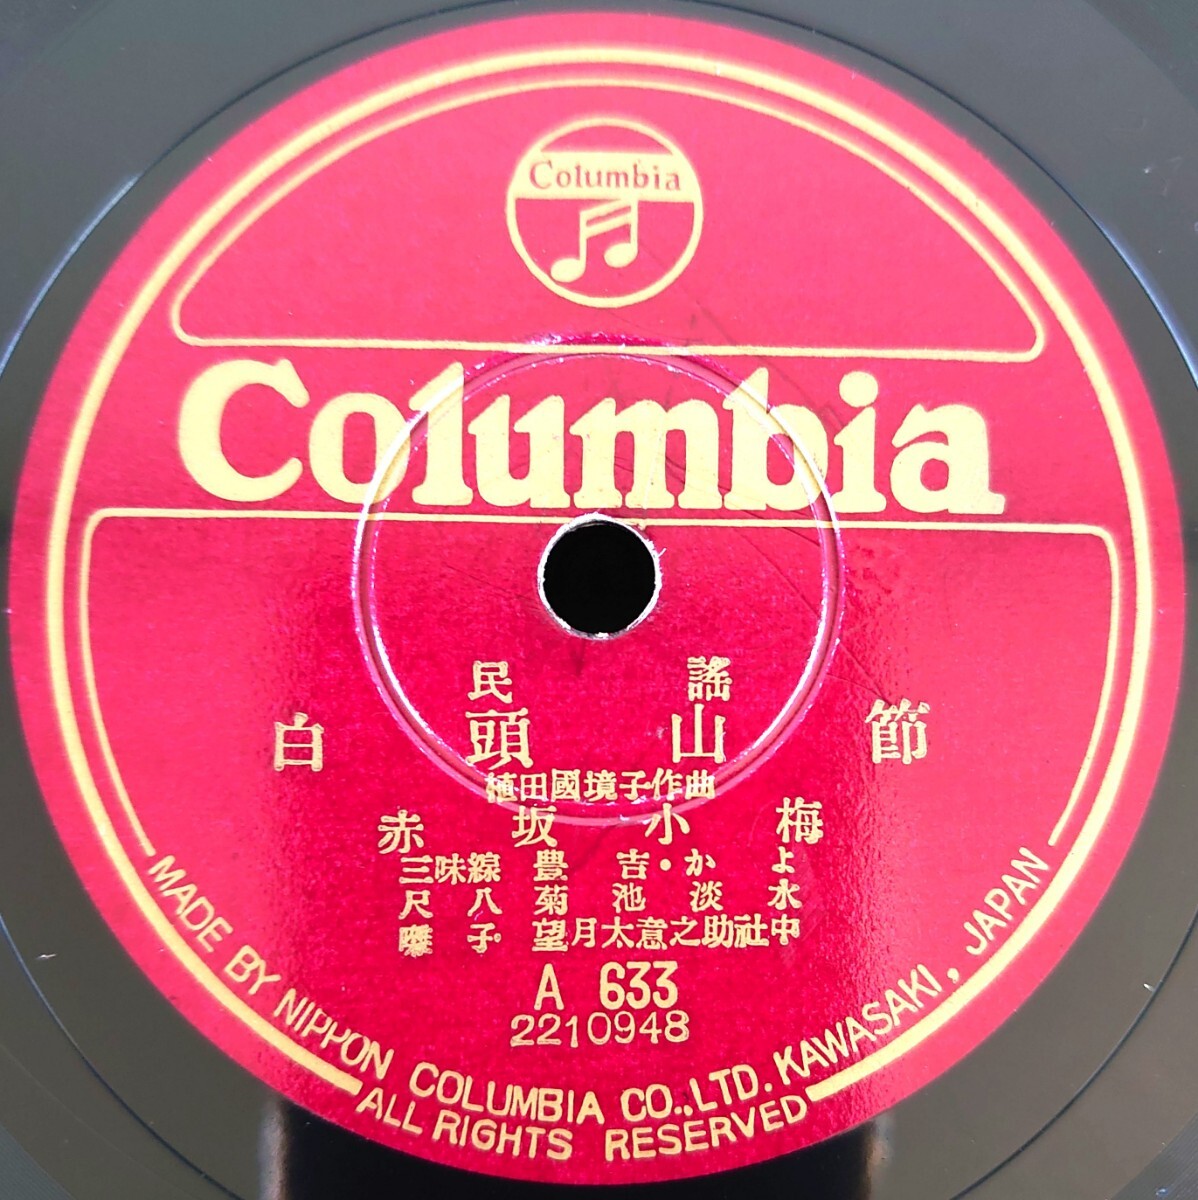 Columbia
Columbia
民謠
白頭山節
植田國境子作曲
赤坂小梅
三味線 豊吉・かよ
尺八 菊池淡水
囃子 望月太意之助社中
A 633
2210948
MADE BY NIPPON COLUMBIA CO.,LTD. KAWASAKI, JAPAN
ALL RIGHTS RESERVED